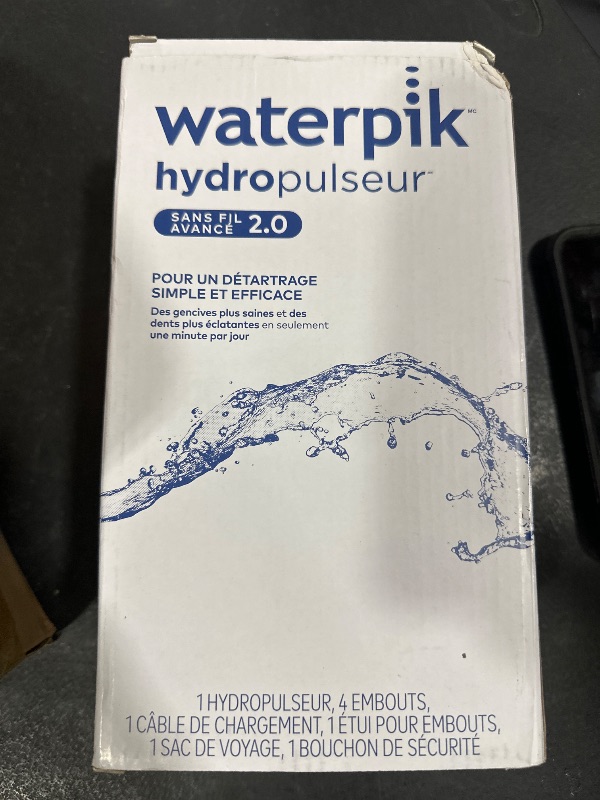 waterpik MC
hydropulseur
SANS FIL
AVANCÉ 2.0
POUR UN DÉTARTRAGE
SIMPLE ET EFFICACE
Des gencives plus saines et des
dents plus éclatantes en seulement
une minute par jour
1 HYDROPULSEUR, 4 EMBOUTS,
1 CÂBLE DE CHARGEMENT, 1 ÉTUI POUR EMBOUTS,
1 SAC DE VOYAGE, 1 BOUCHON DE SÉCURITÉ